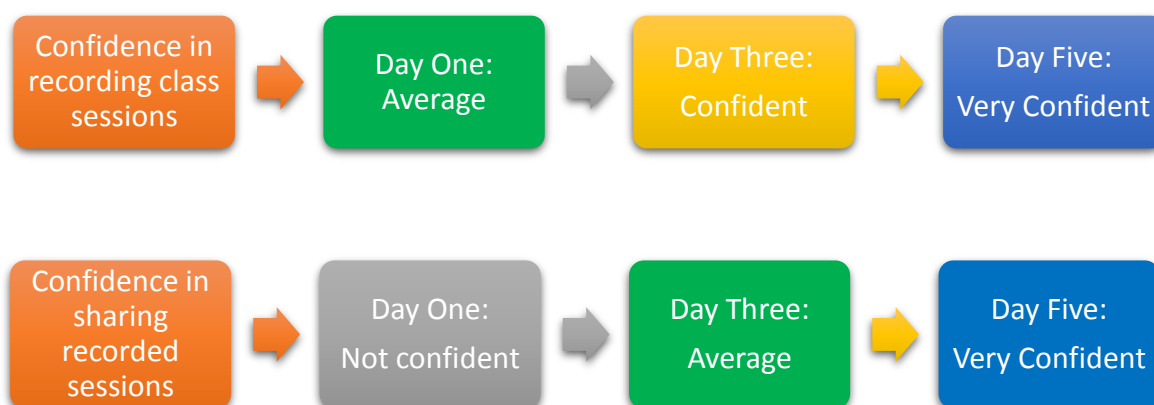 Confidence in
recording class
sessions
Day One:
Average
Day Three:
Confident
Day Five:
Very Confident
Confidence in
sharing
recorded
sessions
Day One:
Not confident
Day Three:
Average
Day Five:
Very Confident